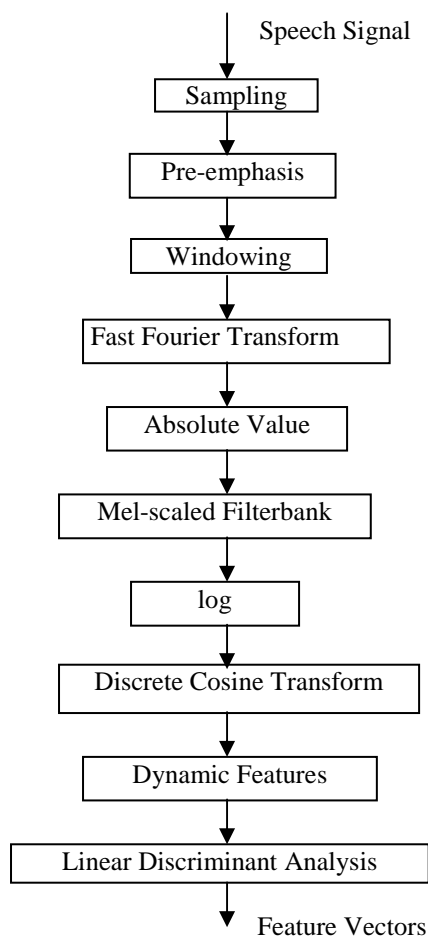 Speech Signal
Sampling
Pre-emphasis
Windowing
Fast Fourier Transform
Absolute Value
Mel-scaled Filterbank
log
Discrete Cosine Transform
Dynamic Features
Linear Discriminant Analysis
Feature Vectors